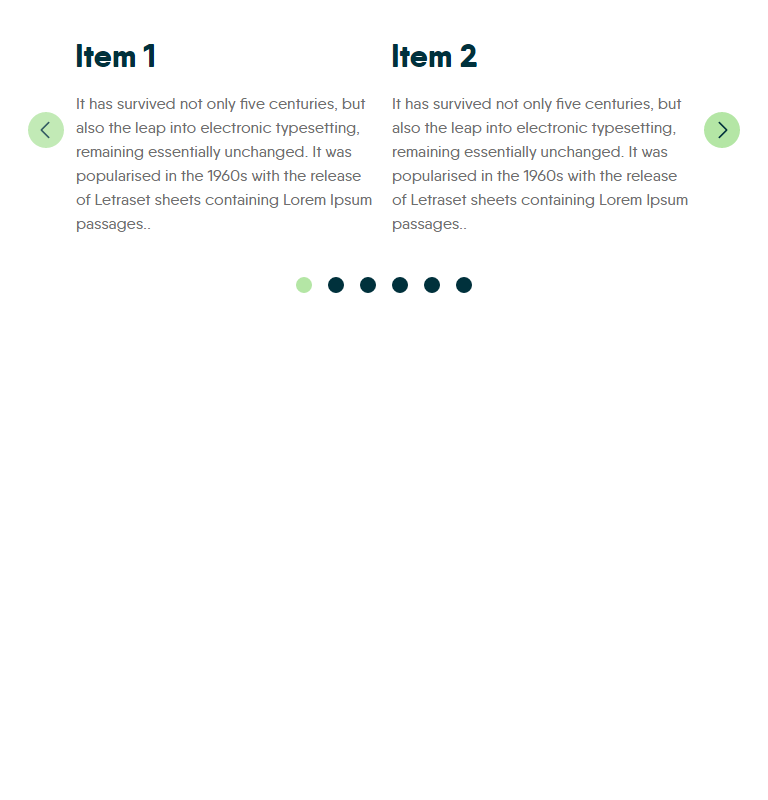 Item 1
It has survived not only five centuries, but
also the leap into electronic typesetting,
remaining essentially unchanged. It was
popularised in the 1960s with the release
of Letraset sheets containing Lorem Ipsum
passages..
Item 2
It has survived not only five centuries, but
also the leap into electronic typesetting,
remaining essentially unchanged. It was
popularised in the 1960s with the release
of Letraset sheets containing Lorem Ipsum
passages..